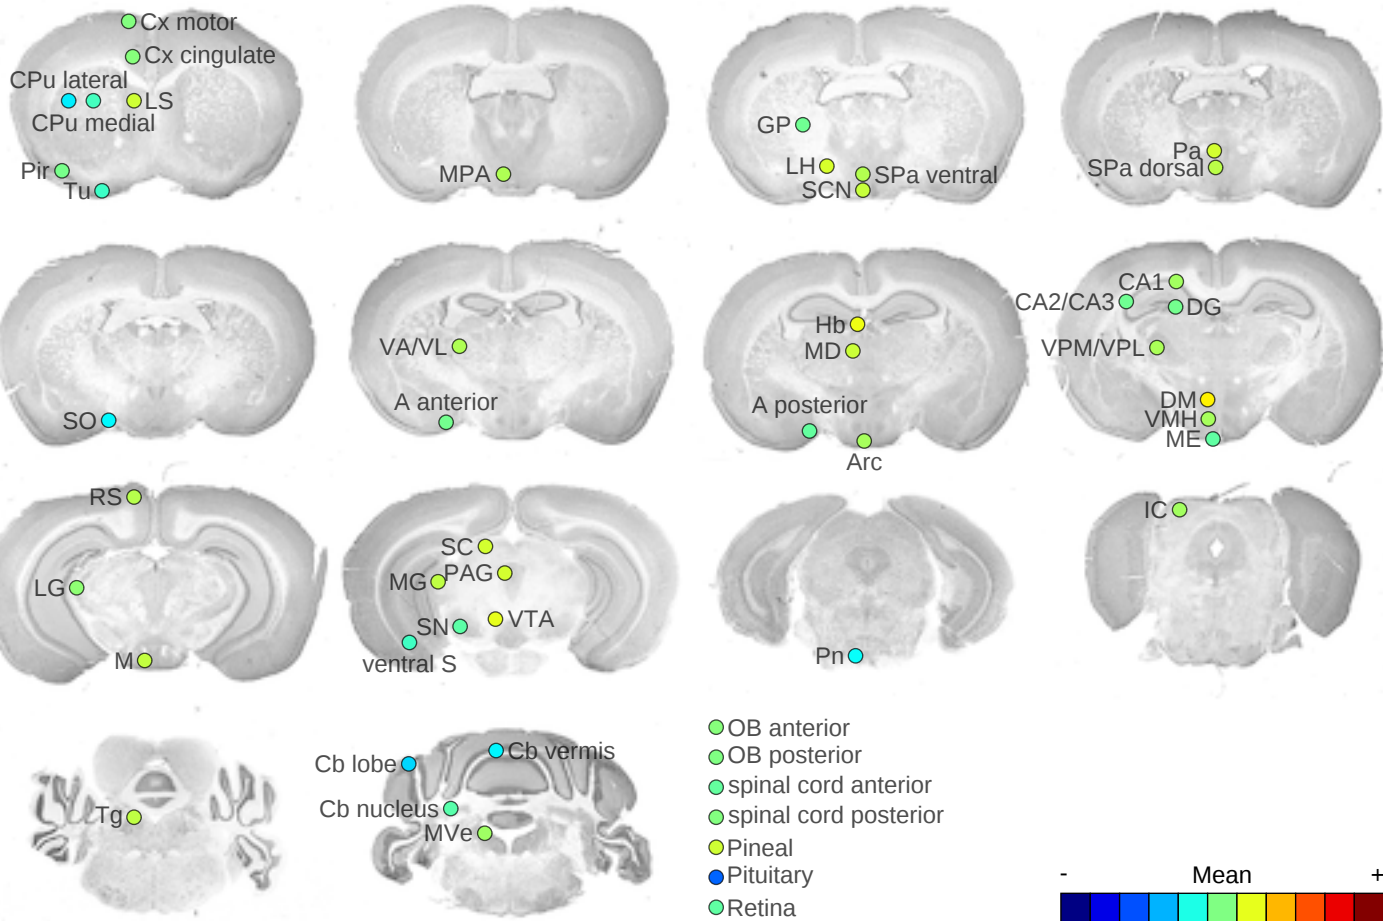 Cx motor
Cx cingulate
CPu lateral
LS
CPu medial
Pir
Tu
MPA
GP
LH
SPa ventral
SCN
Pa
SPa dorsal
SO
VA/VL
A anterior
Hb
MD
A posterior
Arc
CA1
CA2/CA3
DG
VPM/VPL
DM
VMH
ME
RS
LG
M
SC
PAG
MG
VTA
SN
ventral S
Pn
IC
Tg
Cb vermis
Cb lobe
Cb nucleus
MVe
OB anterior
OB posterior
spinal cord anterior
spinal cord posterior
Pineal
Pituitary
Retina
- Mean +